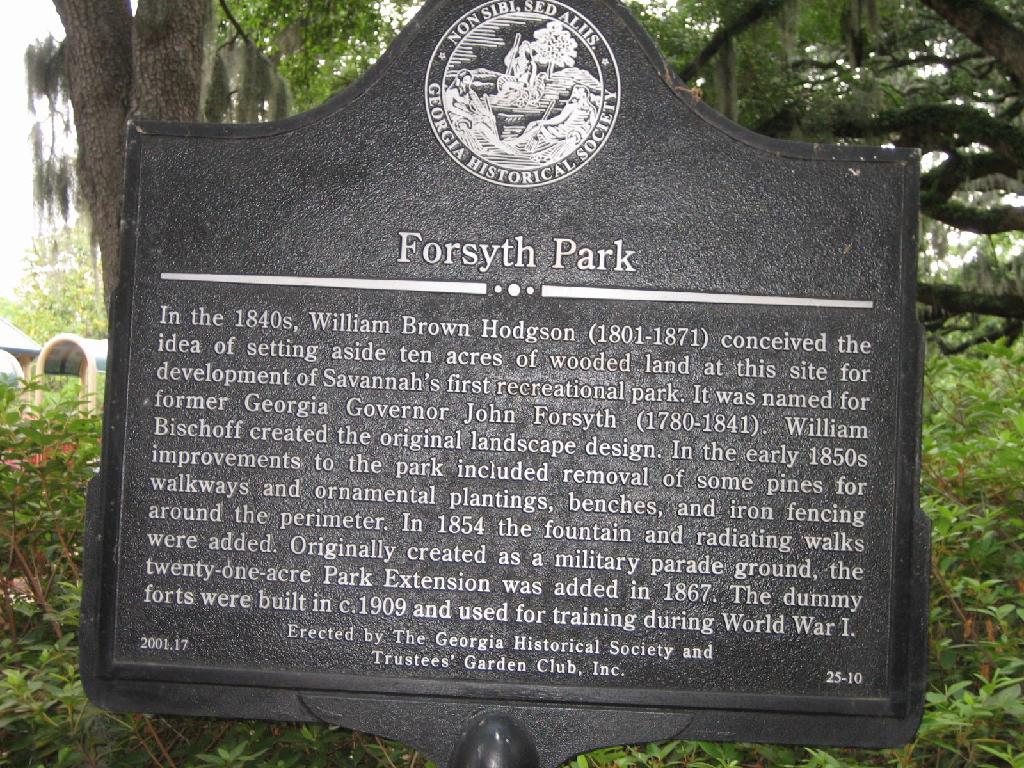 NON SIBI, SED ALIIS.
GEORGIA HISTORICAL SOCIETY
Forsyth Park
In the 1840s, William Brown Hodgson (1801-1871) conceived the
idea of setting aside ten acres of wooded land at this site for
development of Savannah's first recreational park. It was named for
former Georgia Governor John Forsyth (1780-1841). William
Bischoff created the original landscape design. In the early 1850s
improvements to the park included removal of some pines for
walkways and ornamental plantings, benches, and iron fencing
around the perimeter. In 1854 the fountain and radiating walks
were added. Originally created as a military parade ground, the
twenty-one-acre Park Extension was added in 1867. The dummy
forts were built in c.1909 and used for training during World War I.
Erected by The Georgia Historical Society and
Trustees' Garden Club, Inc.
2001.17
25-10